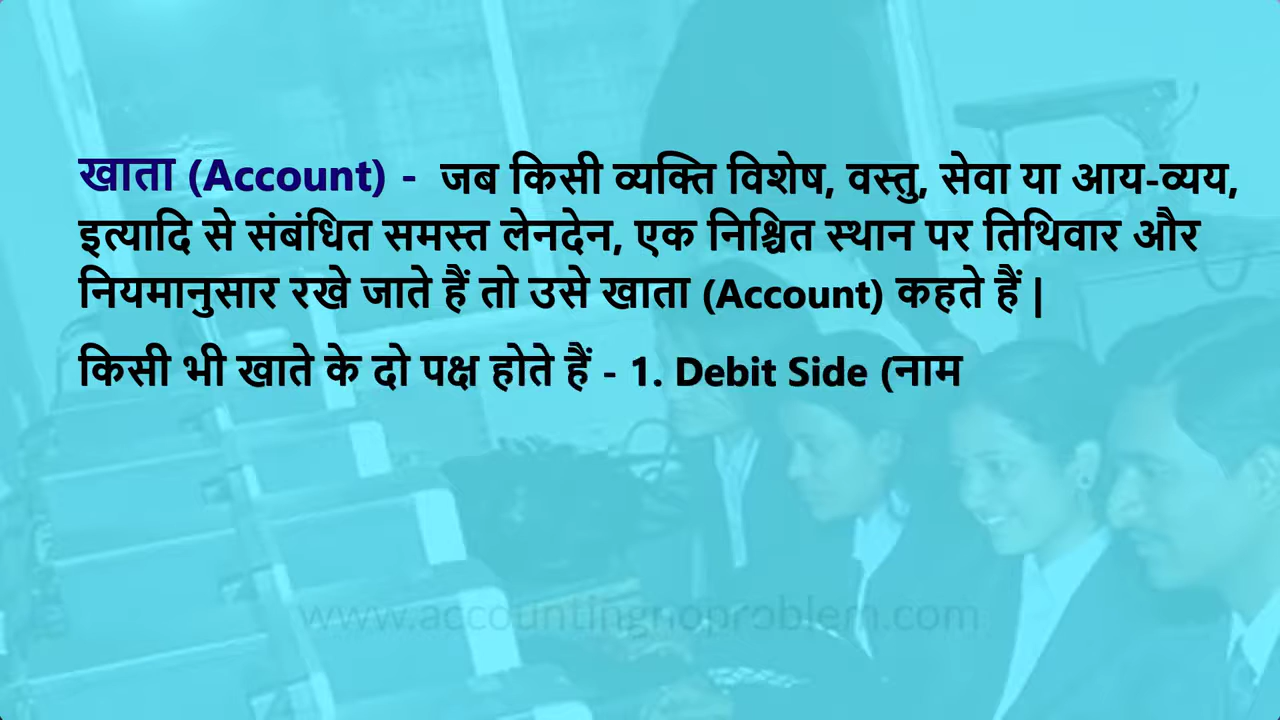 खाता (Account) - जब किसी व्यक्ति विशेष, वस्तु, सेवा या आय-व्यय,
इत्यादि से संबंधित समस्त लेनदेन, एक निश्चित स्थान पर तिथिवार और
नियमानुसार रखे जाते हैं तो उसे खाता (Account) कहते हैं |
किसी भी खाते के दो पक्ष होते हैं - 1. Debit Side (नाम
www.accountingnoproblem.com